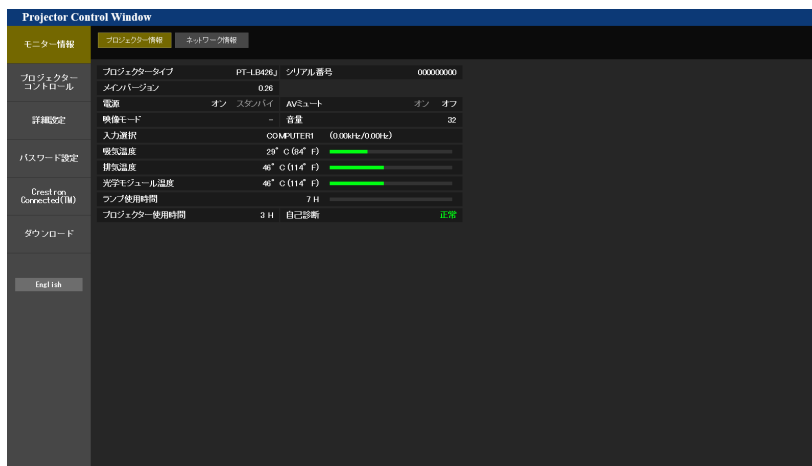 Projector Control Window
モニター情報
プロジェクター情報 ネットワーク情報
プロジェクターコントロール
詳細設定
パスワード設定
Crestron Connected(TM)
ダウンロード
English
プロジェクタータイプ PT-LB426J シリアル番号 000000000
メインバージョン 0.26
電源 オン スタンバイ AVミュート オン オフ
映像モード - 音量 32
入力選択 COMPUTER1 (0.00kHz/0.00Hz)
吸気温度 29° C (84° F)
排気温度 46° C (114° F)
光学モジュール温度 46° C (114° F)
ランプ使用時間 7 H
プロジェクター使用時間 3 H 自己診断 正常